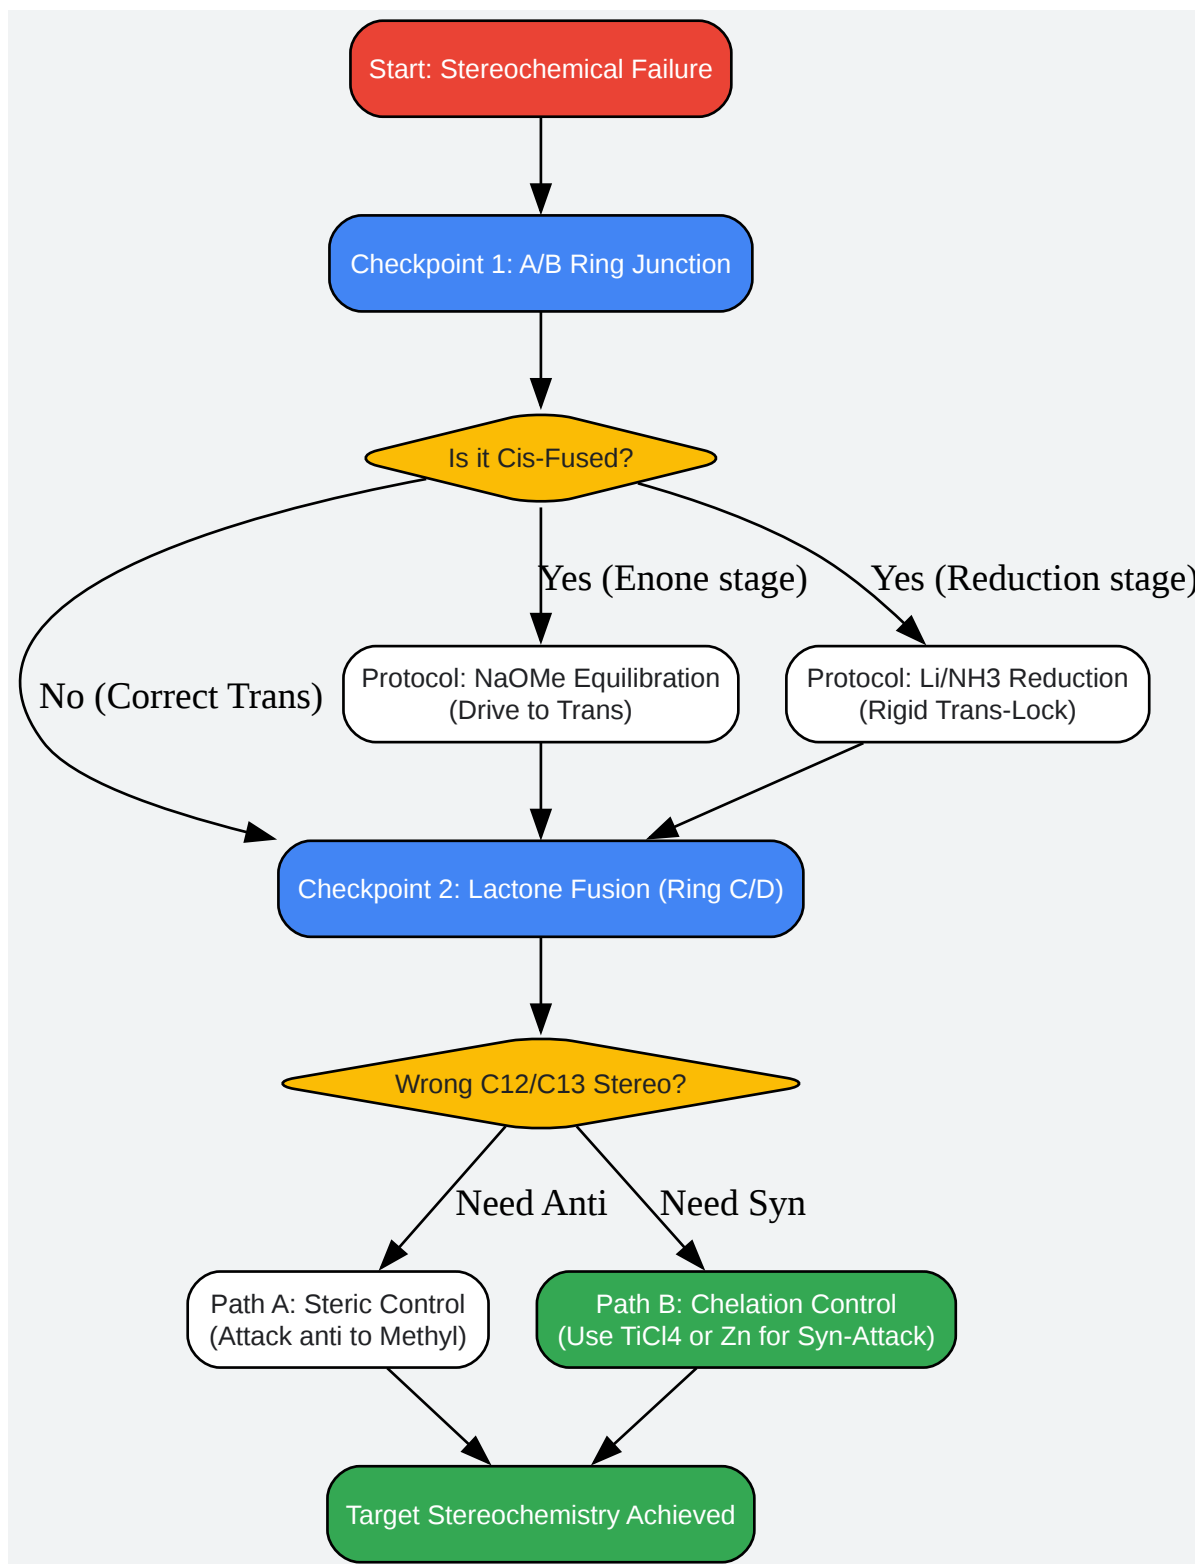 Start: Stereochemical Failure
Checkpoint 1: A/B Ring Junction
Is it Cis-Fused?
Yes (Enone stage)
Yes (Reduction stage)
No (Correct Trans)
Protocol: NaOMe Equilibration
(Drive to Trans)
Protocol: Li/NH3 Reduction
(Rigid Trans-Lock)
Checkpoint 2: Lactone Fusion (Ring C/D)
Wrong C12/C13 Stereo?
Need Anti
Need Syn
Path A: Steric Control
(Attack anti to Methyl)
Path B: Chelation Control
(Use TiCl4 or Zn for Syn-Attack)
Target Stereochemistry Achieved